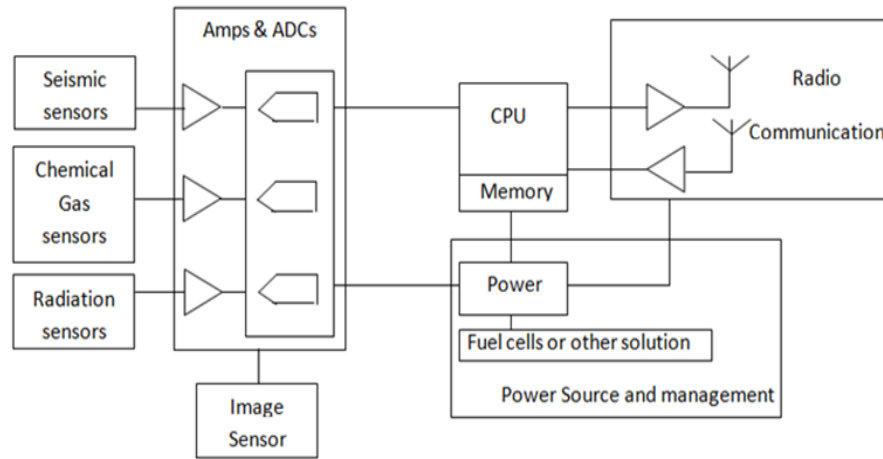 Amps & ADCs
Seismic
sensors
Chemical
Gas
sensors
Radiation
sensors
Image
Sensor
CPU
Memory
Radio
Communication
Power
Fuel cells or other solution
Power Source and management